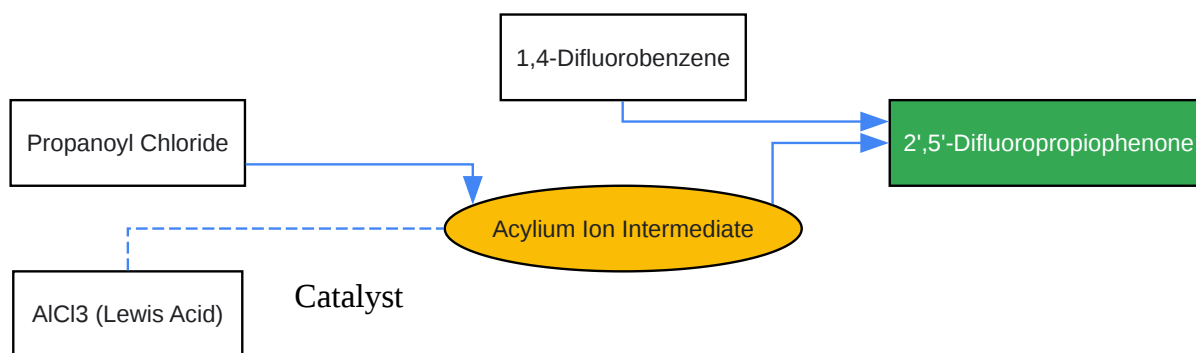 1,4-Difluorobenzene
Propanoyl Chloride
2',5'-Difluoropropiophenone
Acylium Ion Intermediate
AlCl3 (Lewis Acid)
Catalyst